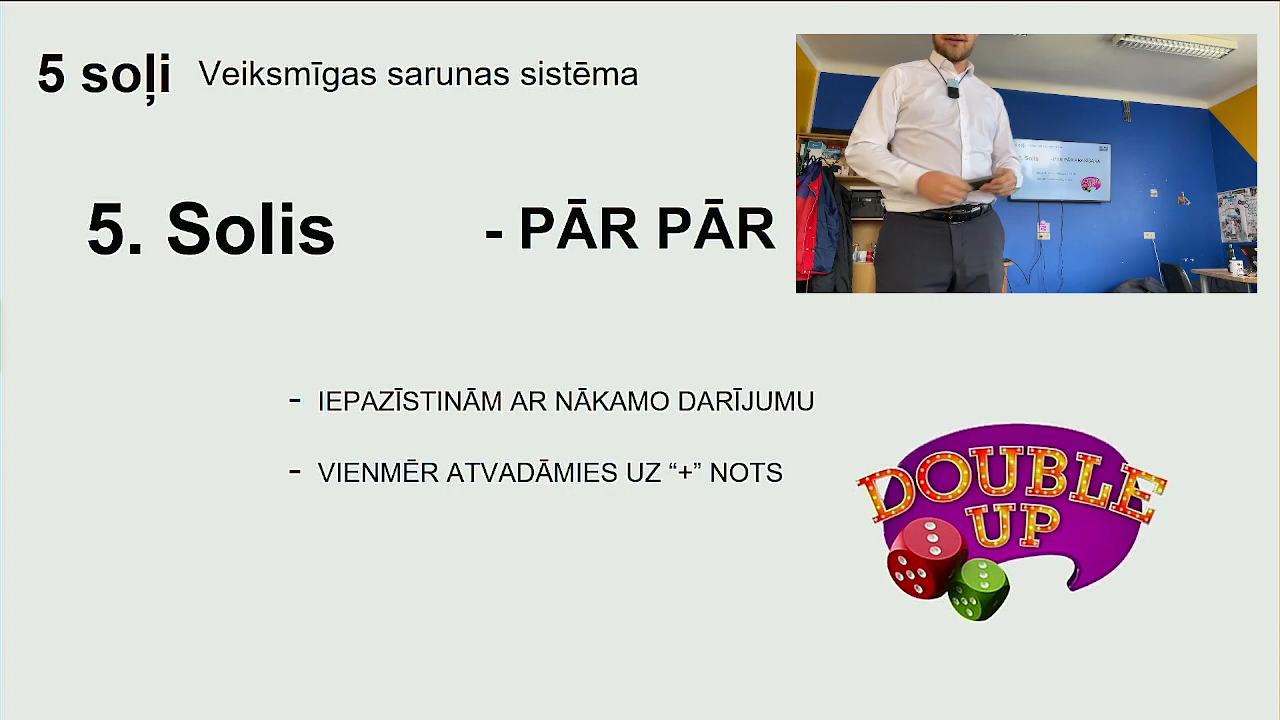 5 soļi Veiksmīgas sarunas sistēma
5. Solis - PĀR PĀR
- IEPAZĪSTINĀM AR NĀKAMO DARĪJUMU
- VIENMĒR ATVADĀMIES UZ “+” NOTS
DOUBLE
UP